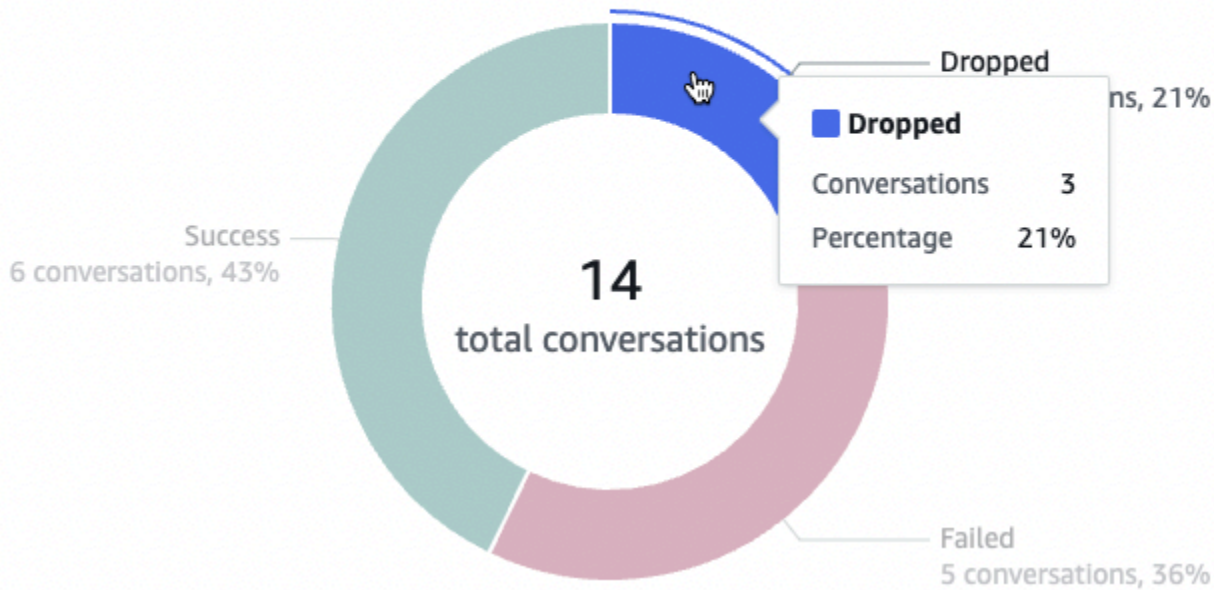 Dropped
ns, 21%
Dropped
Conversations 3
Percentage 21%
Success
6 conversations, 43%
14
total conversations
Failed
5 conversations, 36%